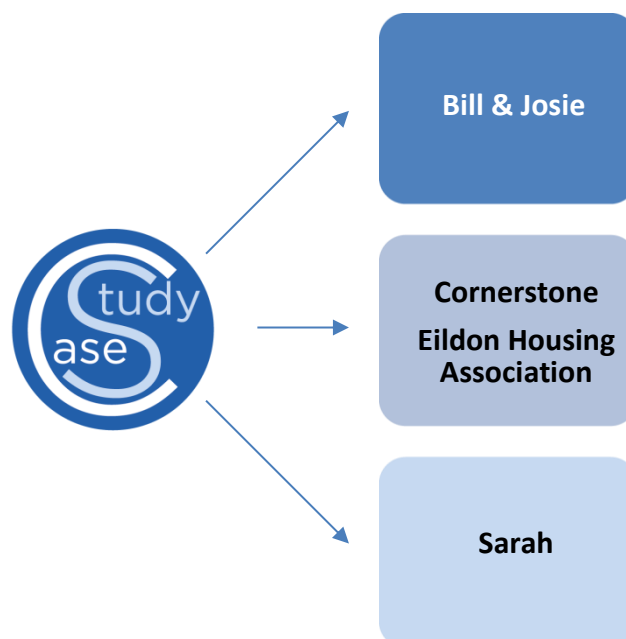 Case
Study
Bill & Josie
Cornerstone
Eildon Housing
Association
Sarah